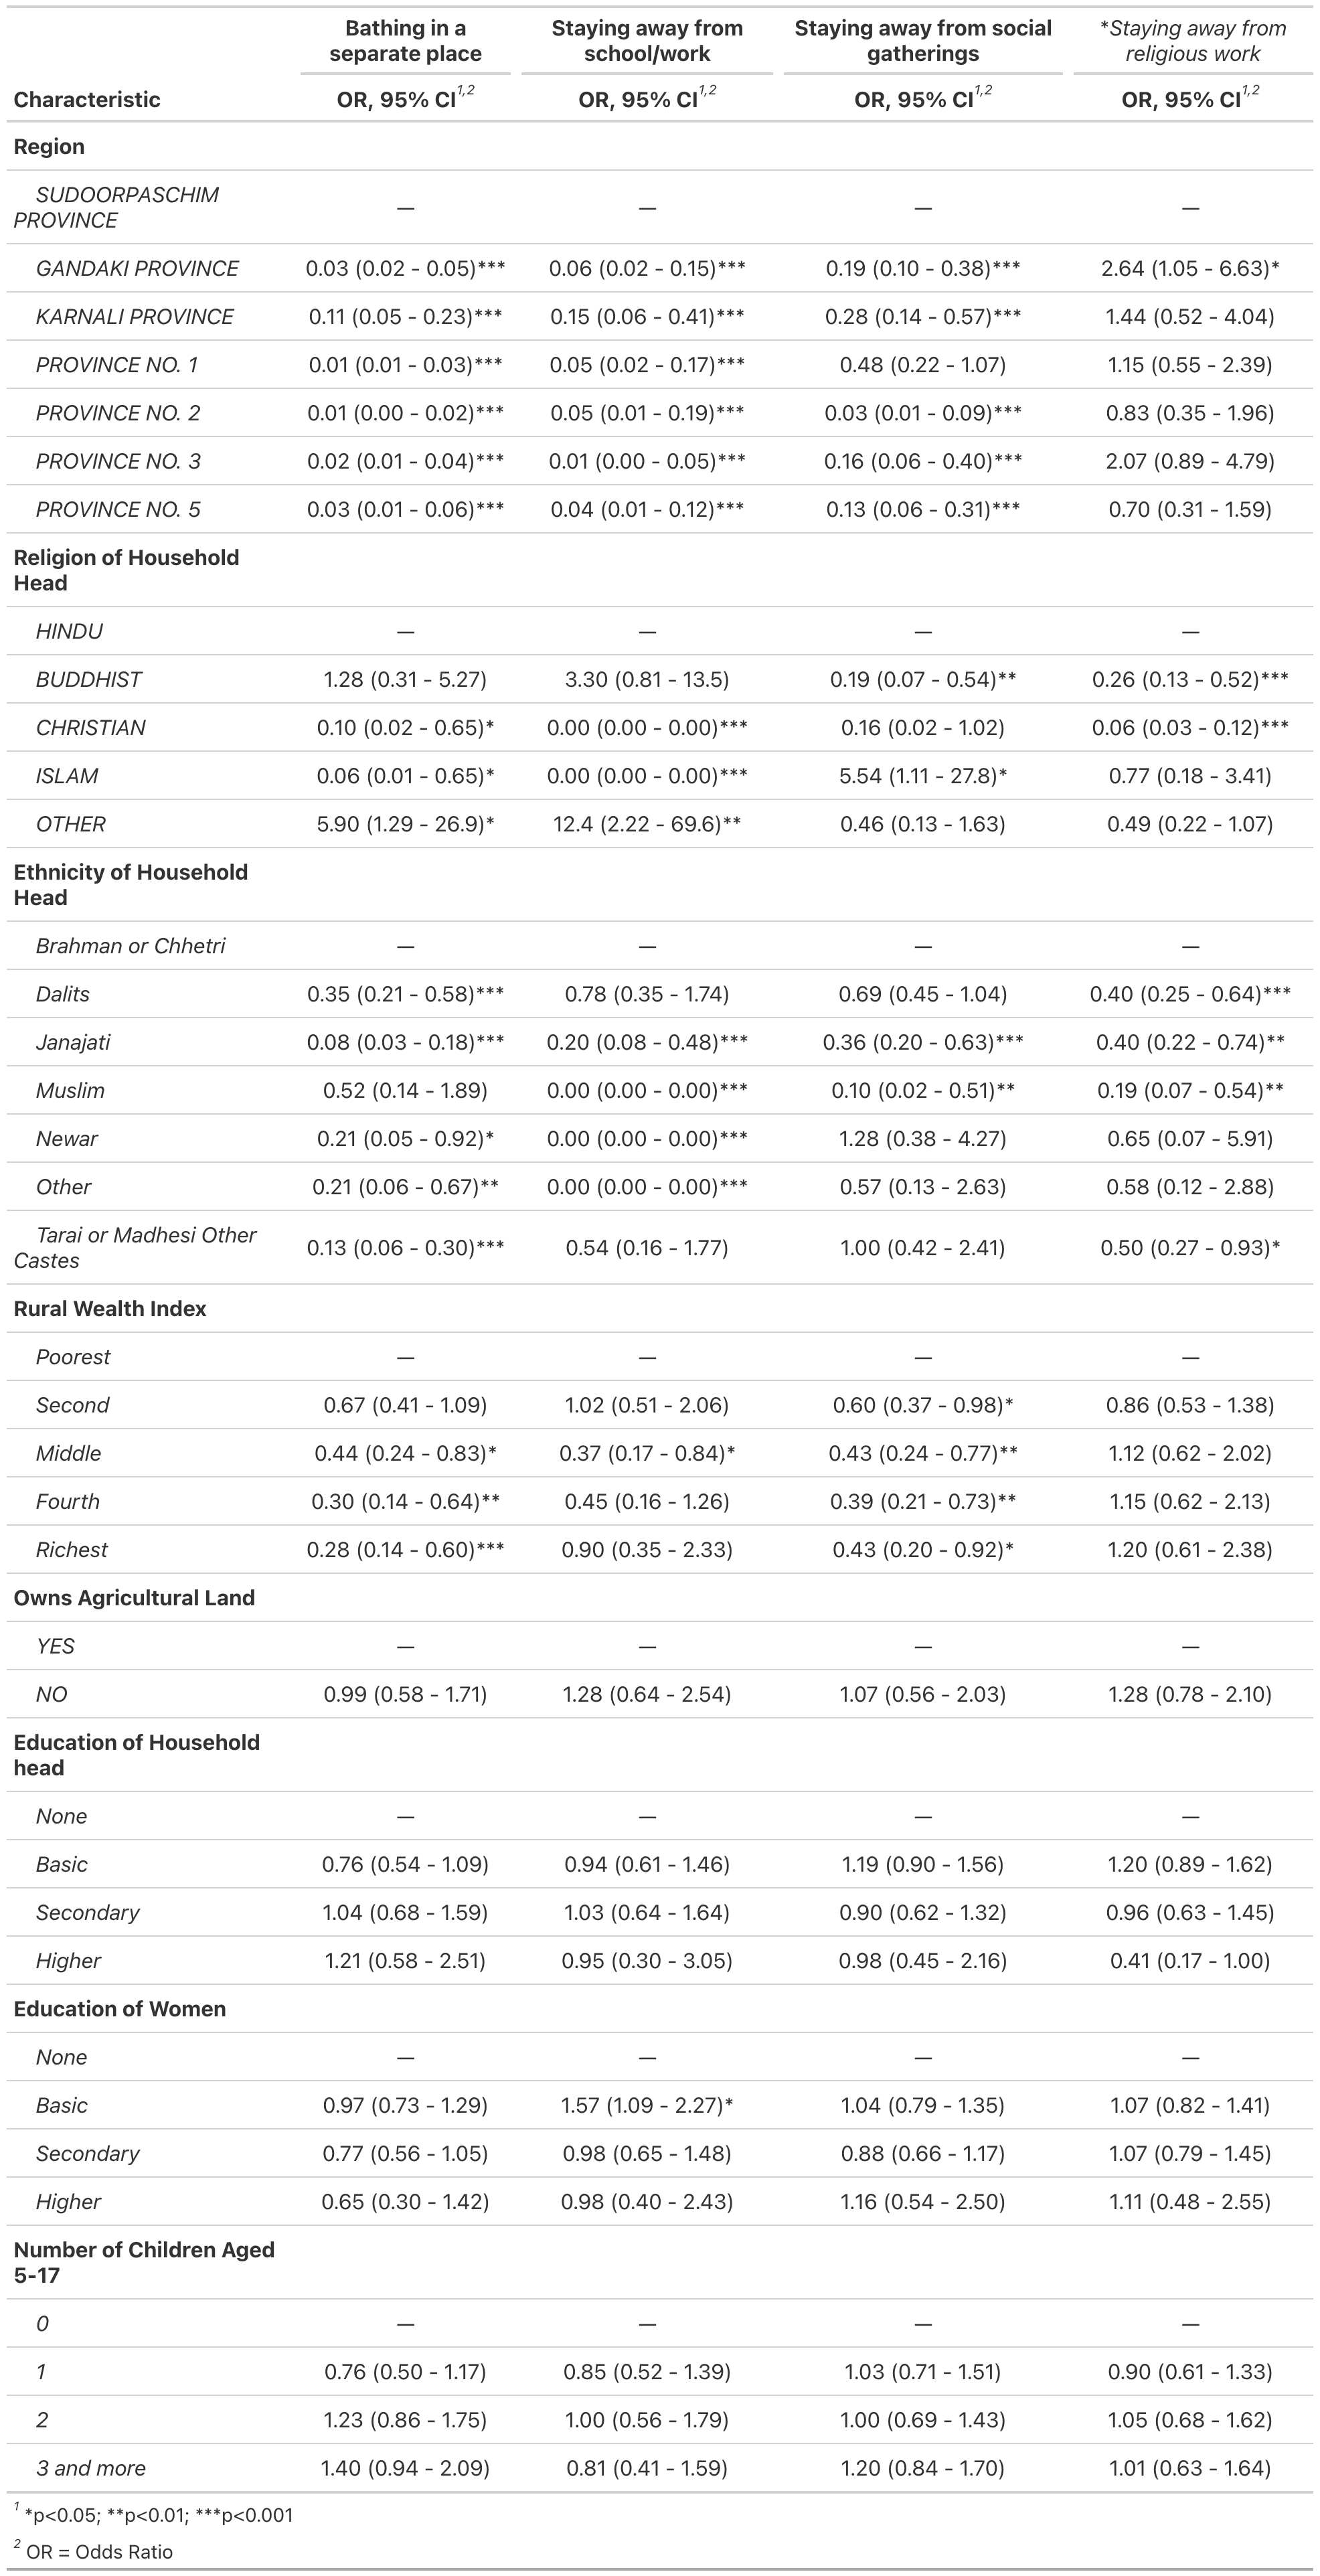 Bathing in a separate place | Staying away from school/work | Staying away from social gatherings | *Staying away from religious work
Characteristic | OR, 95% CI1,2 | OR, 95% CI1,2 | OR, 95% CI1,2 | OR, 95% CI1,2
Region
SUDOORPASCHIM PROVINCE | — | — | — | —
GANDAKI PROVINCE | 0.03 (0.02 - 0.05)*** | 0.06 (0.02 - 0.15)*** | 0.19 (0.10 - 0.38)*** | 2.64 (1.05 - 6.63)*
KARNALI PROVINCE | 0.11 (0.05 - 0.23)*** | 0.15 (0.06 - 0.41)*** | 0.28 (0.14 - 0.57)*** | 1.44 (0.52 - 4.04)
PROVINCE NO. 1 | 0.01 (0.01 - 0.03)*** | 0.05 (0.02 - 0.17)*** | 0.48 (0.22 - 1.07) | 1.15 (0.55 - 2.39)
PROVINCE NO. 2 | 0.01 (0.00 - 0.02)*** | 0.05 (0.01 - 0.19)*** | 0.03 (0.01 - 0.09)*** | 0.83 (0.35 - 1.96)
PROVINCE NO. 3 | 0.02 (0.01 - 0.04)*** | 0.01 (0.00 - 0.05)*** | 0.16 (0.06 - 0.40)*** | 2.07 (0.89 - 4.79)
PROVINCE NO. 5 | 0.03 (0.01 - 0.06)*** | 0.04 (0.01 - 0.12)*** | 0.13 (0.06 - 0.31)*** | 0.70 (0.31 - 1.59)
Religion of Household Head
HINDU | — | — | — | —
BUDDHIST | 1.28 (0.31 - 5.27) | 3.30 (0.81 - 13.5) | 0.19 (0.07 - 0.54)** | 0.26 (0.13 - 0.52)***
CHRISTIAN | 0.10 (0.02 - 0.65)* | 0.00 (0.00 - 0.00)*** | 0.16 (0.02 - 1.02) | 0.06 (0.03 - 0.12)***
ISLAM | 0.06 (0.01 - 0.65)* | 0.00 (0.00 - 0.00)*** | 5.54 (1.11 - 27.8)* | 0.77 (0.18 - 3.41)
OTHER | 5.90 (1.29 - 26.9)* | 12.4 (2.22 - 69.6)** | 0.46 (0.13 - 1.63) | 0.49 (0.22 - 1.07)
Ethnicity of Household Head
Brahman or Chhetri | — | — | — | —
Dalits | 0.35 (0.21 - 0.58)*** | 0.78 (0.35 - 1.74) | 0.69 (0.45 - 1.04) | 0.40 (0.25 - 0.64)***
Janajati | 0.08 (0.03 - 0.18)*** | 0.20 (0.08 - 0.48)*** | 0.36 (0.20 - 0.63)*** | 0.40 (0.22 - 0.74)**
Muslim | 0.52 (0.14 - 1.89) | 0.00 (0.00 - 0.00)*** | 0.10 (0.02 - 0.51)** | 0.19 (0.07 - 0.54)**
Newar | 0.21 (0.05 - 0.92)* | 0.00 (0.00 - 0.00)*** | 1.28 (0.38 - 4.27) | 0.65 (0.07 - 5.91)
Other | 0.21 (0.06 - 0.67)** | 0.00 (0.00 - 0.00)*** | 0.57 (0.13 - 2.63) | 0.58 (0.12 - 2.88)
Tarai or Madhesi Other Castes | 0.13 (0.06 - 0.30)*** | 0.54 (0.16 - 1.77) | 1.00 (0.42 - 2.41) | 0.50 (0.27 - 0.93)*
Rural Wealth Index
Poorest | — | — | — | —
Second | 0.67 (0.41 - 1.09) | 1.02 (0.51 - 2.06) | 0.60 (0.37 - 0.98)* | 0.86 (0.53 - 1.38)
Middle | 0.44 (0.24 - 0.83)* | 0.37 (0.17 - 0.84)* | 0.43 (0.24 - 0.77)** | 1.12 (0.62 - 2.02)
Fourth | 0.30 (0.14 - 0.64)** | 0.45 (0.16 - 1.26) | 0.39 (0.21 - 0.73)** | 1.15 (0.62 - 2.13)
Richest | 0.28 (0.14 - 0.60)*** | 0.90 (0.35 - 2.33) | 0.43 (0.20 - 0.92)* | 1.20 (0.61 - 2.38)
Owns Agricultural Land
YES | — | — | — | —
NO | 0.99 (0.58 - 1.71) | 1.28 (0.64 - 2.54) | 1.07 (0.56 - 2.03) | 1.28 (0.78 - 2.10)
Education of Household head
None | — | — | — | —
Basic | 0.76 (0.54 - 1.09) | 0.94 (0.61 - 1.46) | 1.19 (0.90 - 1.56) | 1.20 (0.89 - 1.62)
Secondary | 1.04 (0.68 - 1.59) | 1.03 (0.64 - 1.64) | 0.90 (0.62 - 1.32) | 0.96 (0.63 - 1.45)
Higher | 1.21 (0.58 - 2.51) | 0.95 (0.30 - 3.05) | 0.98 (0.45 - 2.16) | 0.41 (0.17 - 1.00)
Education of Women
None | — | — | — | —
Basic | 0.97 (0.73 - 1.29) | 1.57 (1.09 - 2.27)* | 1.04 (0.79 - 1.35) | 1.07 (0.82 - 1.41)
Secondary | 0.77 (0.56 - 1.05) | 0.98 (0.65 - 1.48) | 0.88 (0.66 - 1.17) | 1.07 (0.79 - 1.45)
Higher | 0.65 (0.30 - 1.42) | 0.98 (0.40 - 2.43) | 1.16 (0.54 - 2.50) | 1.11 (0.48 - 2.55)
Number of Children Aged 5-17
0 | — | — | — | —
1 | 0.76 (0.50 - 1.17) | 0.85 (0.52 - 1.39) | 1.03 (0.71 - 1.51) | 0.90 (0.61 - 1.33)
2 | 1.23 (0.86 - 1.75) | 1.00 (0.56 - 1.79) | 1.00 (0.69 - 1.43) | 1.05 (0.68 - 1.62)
3 and more | 1.40 (0.94 - 2.09) | 0.81 (0.41 - 1.59) | 1.20 (0.84 - 1.70) | 1.01 (0.63 - 1.64)
1 *p<0.05; **p<0.01; ***p<0.001
2 OR = Odds Ratio